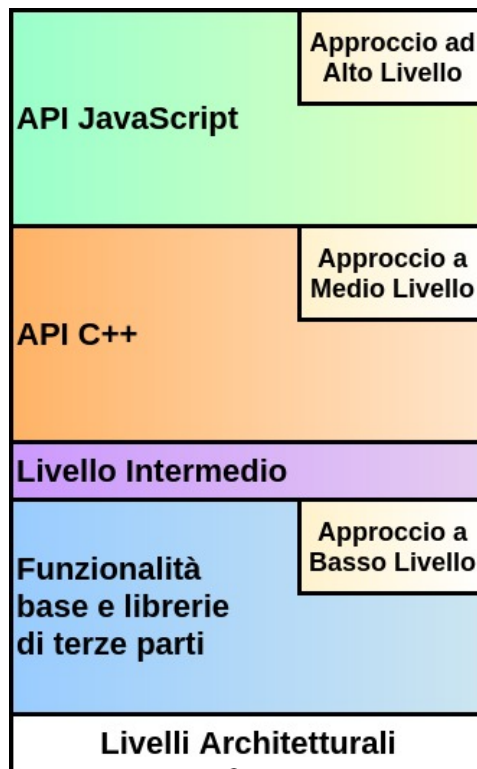 Approccio ad
Alto Livello
API JavaScript
Approccio a
Medio Livello
API C++
Livello Intermedio
Approccio a
Basso Livello
Funzionalità
base e librerie
di terze parti
Livelli Architetturali